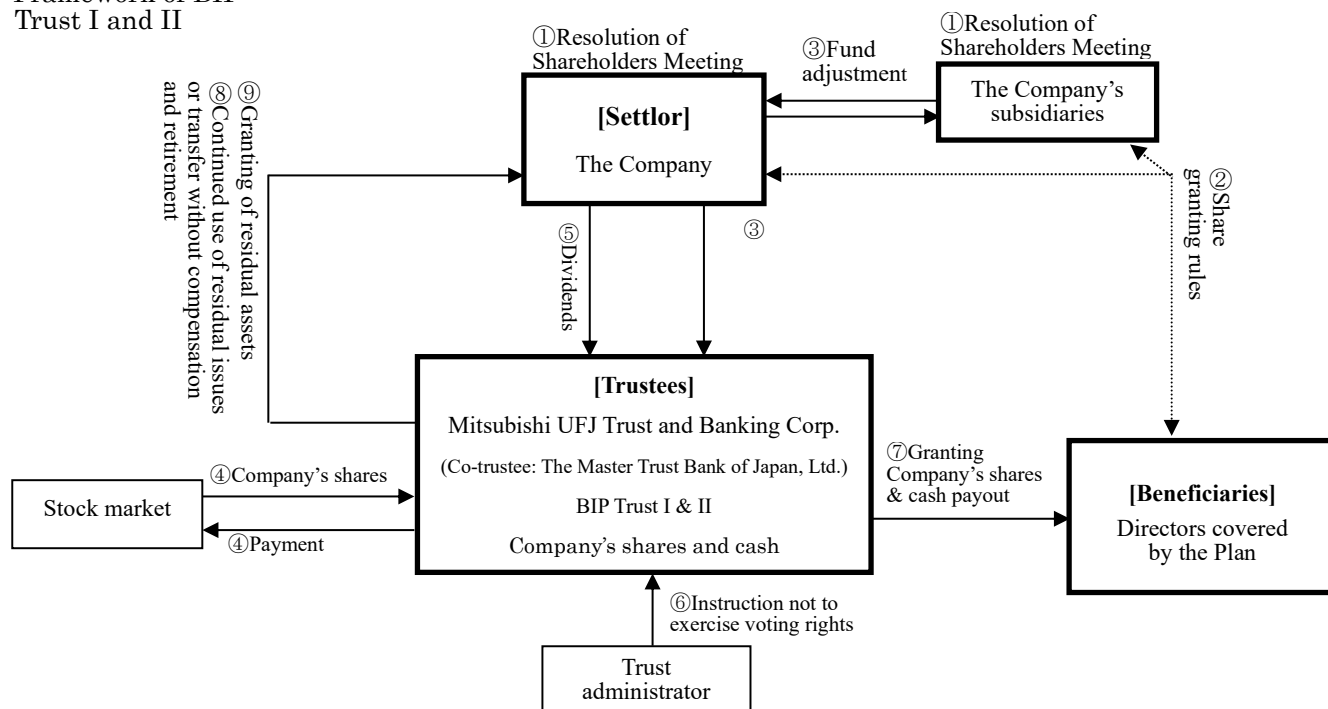 Framework of BIP
Trust I and II
①Resolution of
Shareholders Meeting
③Fund
adjustment
①Resolution of
Shareholders Meeting
[Settlor]
The Company
The Company's
subsidiaries
②Share
granting rules
⑨Granting of residual assets
⑧Continued use of residual issues
or transfer without compensation
and retirement
⑤Dividends
③
[Trustees]
Mitsubishi UFJ Trust and Banking Corp.
(Co-trustee: The Master Trust Bank of Japan, Ltd.)
BIP Trust I & II
Company's shares and cash
Stock market
④Company's shares
④Payment
⑦Granting
Company's shares
& cash payout
[Beneficiaries]
Directors covered
by the Plan
⑥Instruction not to
exercise voting rights
Trust
administrator